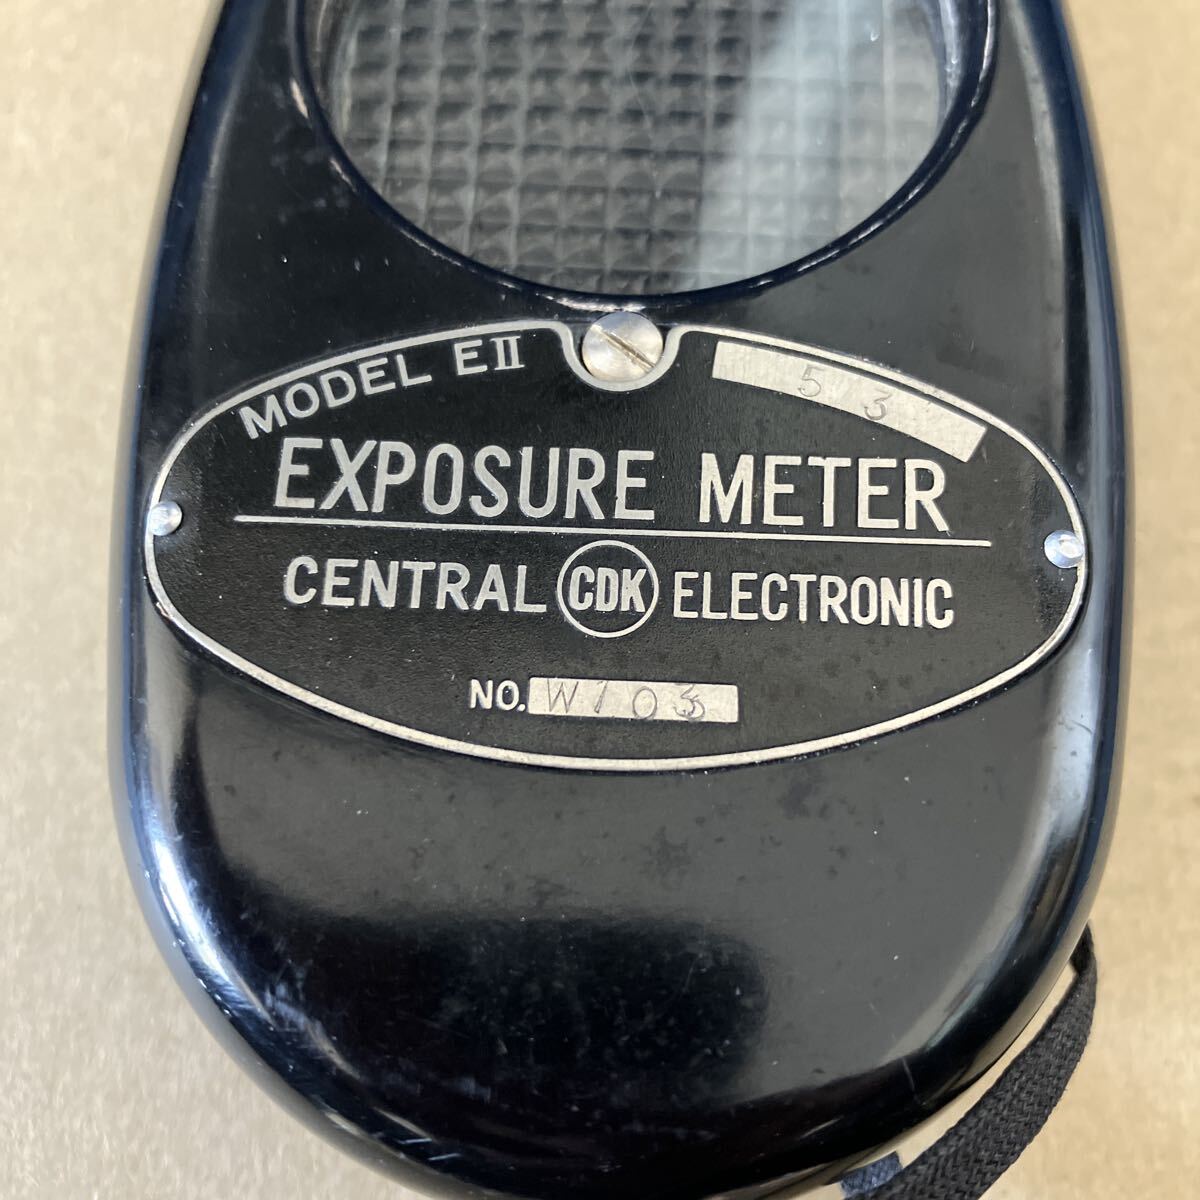 MODEL EII
53
EXPOSURE METER
CENTRAL CDK ELECTRONIC
NO. W103